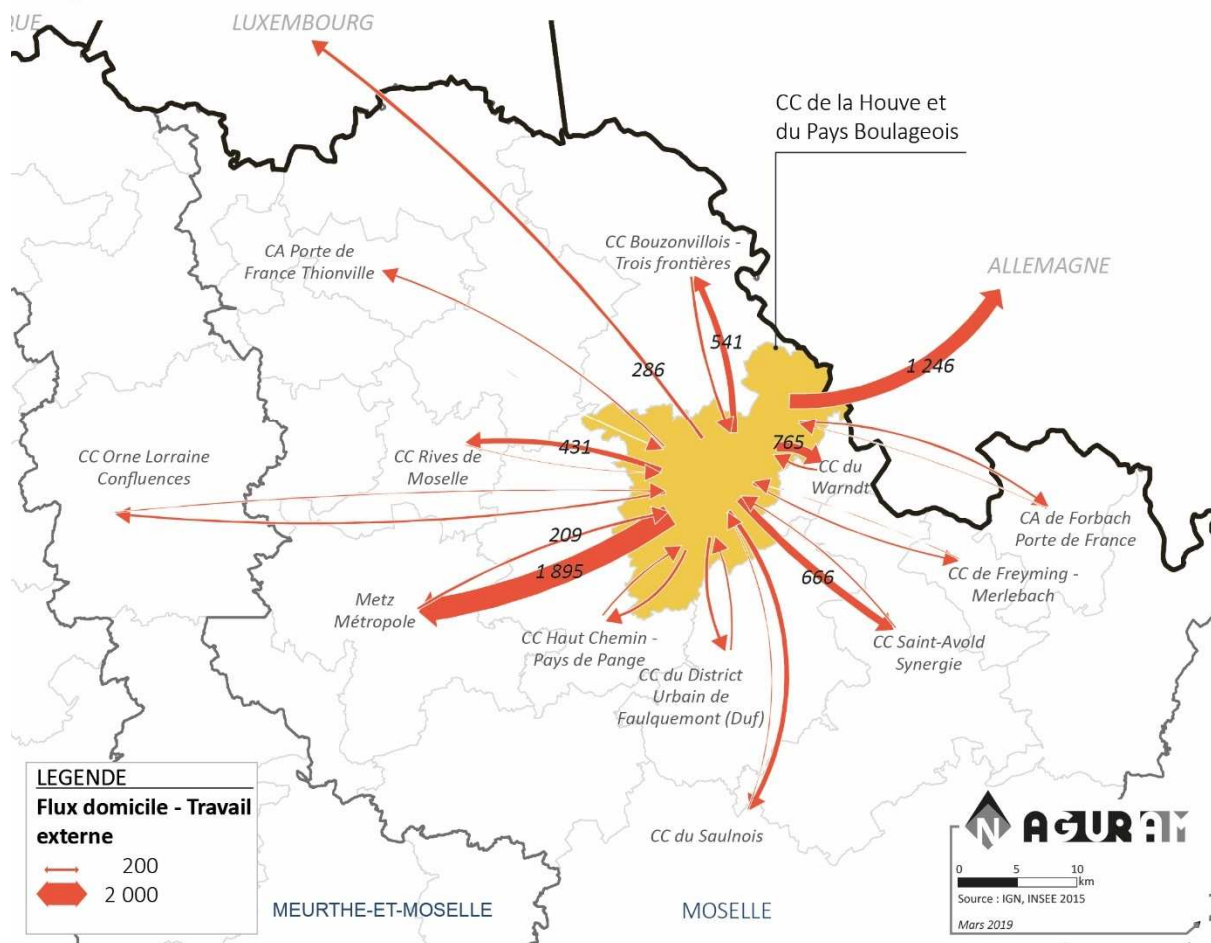 QUE
LUXEMBOURG
CC de la Houve et
du Pays Boulageois
CA Porte de
France Thionville
CC Bouzonvillois -
Trois frontières
ALLEMAGNE
541
286
1 246
431
765
CC Orne Lorraine
Confluences
CC Rives de
Moselle
CC du
Warndt
CA de Forbach
Porte de France
209
1 895
666
CC de Freyming -
Merlebach
Metz
Métropole
CC Haut Chemin -
Pays de Pange
CC Saint-Avold
Synergie
CC du District
Urbain de
Faulquemont (Duf)
CC du Saulnois
LEGENDE
Flux domicile - Travail
externe
200
2 000
MEURTHE-ET-MOSELLE
MOSELLE
N AGURAM
0 5 10
km
Source : IGN, INSEE 2015
Mars 2019